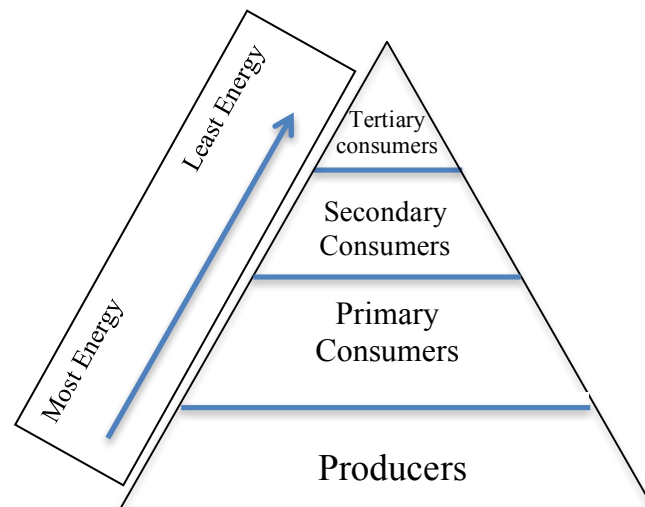 Least Energy
Most Energy
Tertiary
consumers
Secondary
Consumers
Primary
Consumers
Producers